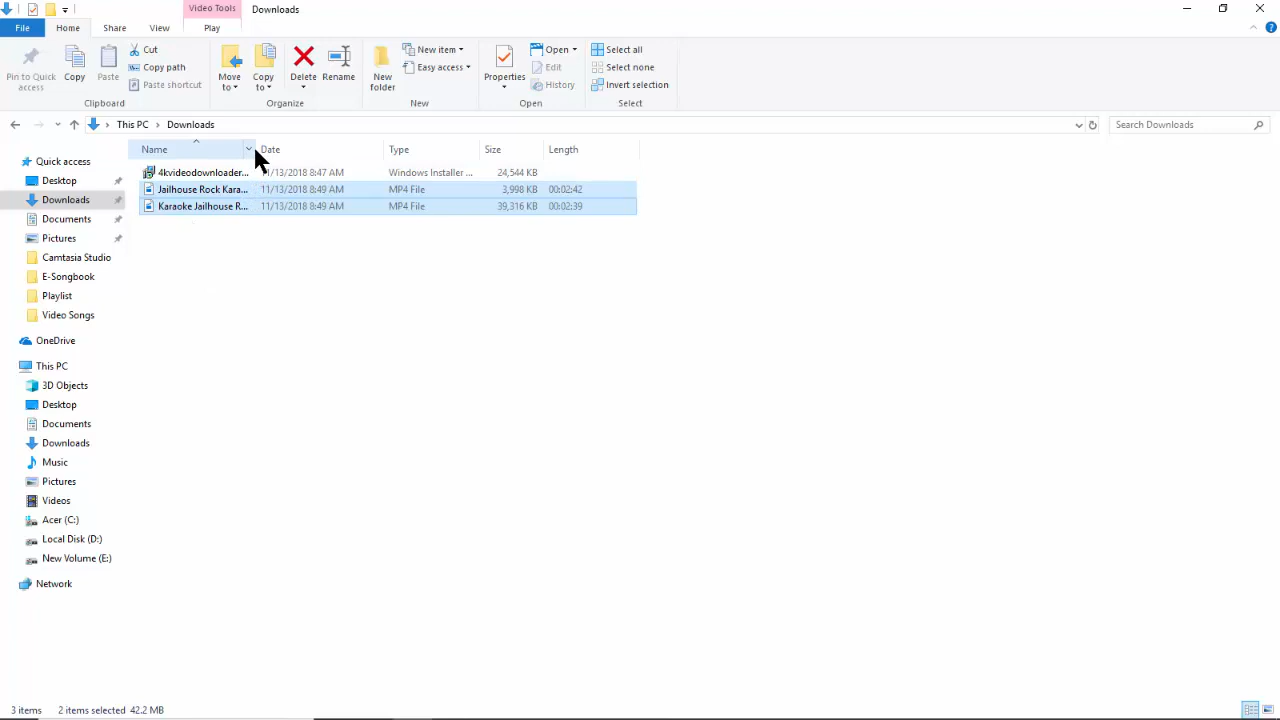 Video Tools
Downloads
File
Home
Share
View
Play
Pin to Quick access
Copy
Paste
Cut
Copy path
Paste shortcut
Clipboard
Move to
Copy to
Delete
Rename
Organize
New folder
New item
Easy access
New
Properties
Open
Edit
History
Open
Select all
Select none
Invert selection
Select
This PC > Downloads
Search Downloads
Name Date Type Size Length
4kvideodownloader... 11/13/2018 8:47 AM Windows Installer ... 24,544 KB
Jailhouse Rock Kara... 11/13/2018 8:49 AM MP4 File 3,998 KB 00:02:42
Karaoke Jailhouse R... 11/13/2018 8:49 AM MP4 File 39,316 KB 00:02:39
Quick access
Desktop
Downloads
Documents
Pictures
Camtasia Studio
E-Songbook
Playlist
Video Songs
OneDrive
This PC
3D Objects
Desktop
Documents
Downloads
Music
Pictures
Videos
Acer (C:)
Local Disk (D:)
New Volume (E:)
Network
3 items 2 items selected 42.2 MB